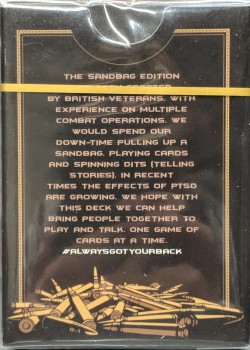 THE SANDBAG EDITION
BY BRITISH VETERANS, WITH
EXPERIENCE ON MULTIPLE
COMBAT OPERATIONS. WE
WOULD SPEND OUR
DOWN-TIME PULLING UP A
SANDBAG, PLAYING CARDS
AND SPINNING DITS (TELLING
STORIES). IN RECENT
TIMES THE EFFECTS OF PTSD
ARE GROWING. WE HOPE WITH
THIS DECK WE CAN HELP
BRING PEOPLE TOGETHER TO
PLAY AND TALK. ONE GAME OF
CARDS AT A TIME.
#ALWAYSGOTYOURBACK